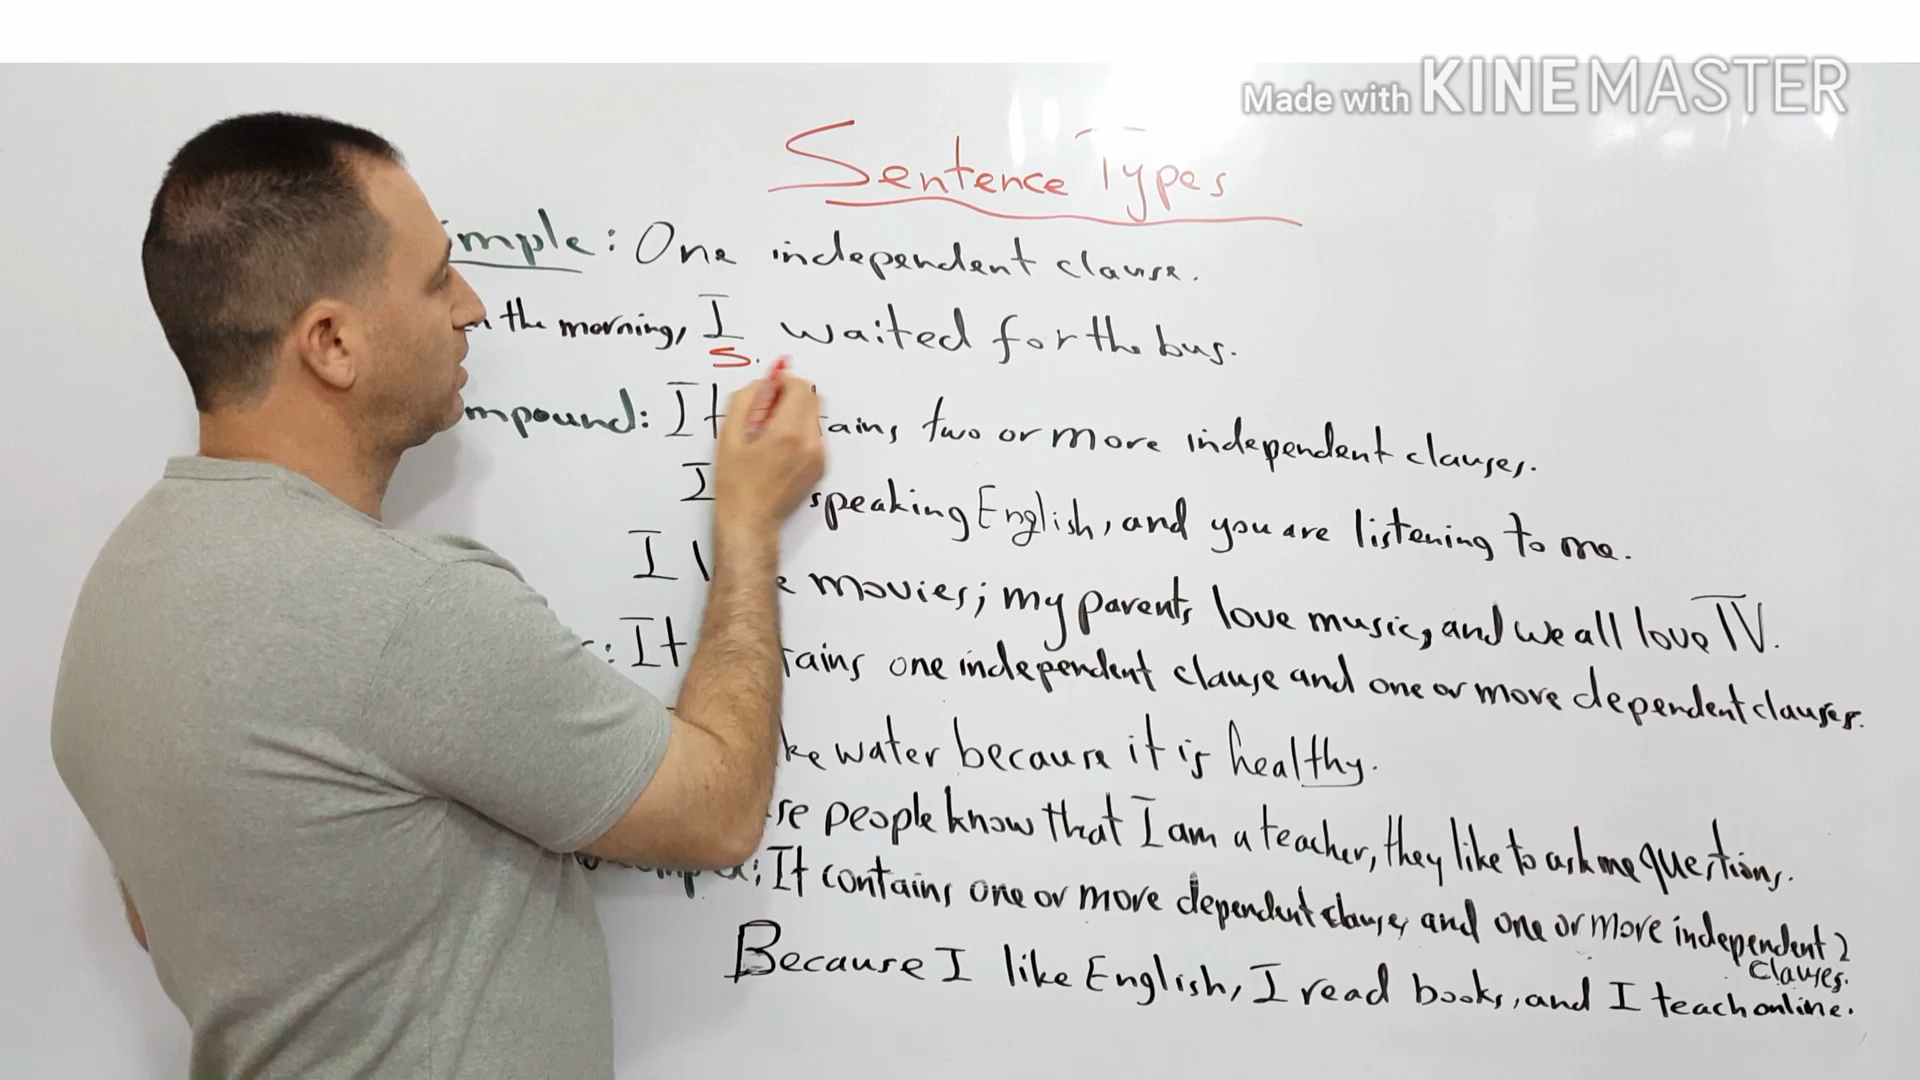 Made with KINEMASTER
Sentence Types
imple: One independent clause.
the morning, I waited for the bus.
S.
mpound: It tains two or more independent clauses.
I speaking English, and you are listening to me.
I movies; my parents love music, and we all love TV.
: It tains one independent clause and one or more dependent clauses.
ke water because it is healthy.
se people know that I am a teacher, they like to ask me questions.
: It contains one or more dependent clauses and one or more independent
clauses.
Because I like English, I read books, and I teach online.